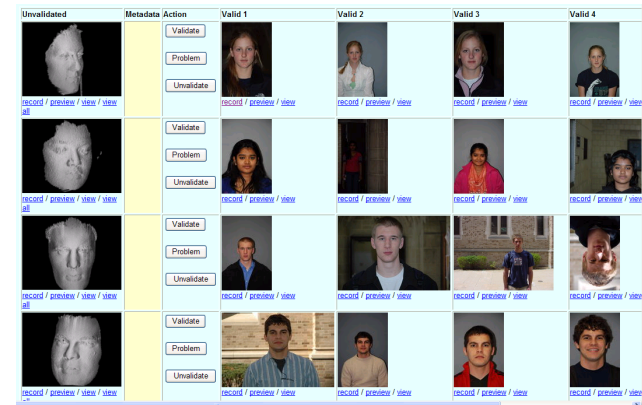 Unvalidated Metadata Action Valid 1 Valid 2 Valid 3 Valid 4
Validate
Problem
Unvalidate
record / preview / view / view record / preview / view record / preview / view record / preview / view record / preview / view
all
Validate
Problem
Unvalidate
record / preview / view / view record / preview / view record / preview / view record / preview / view record / preview / view
all
Validate
Problem
Unvalidate
record / preview / view / view record / preview / view record / preview / view record / preview / view record / preview / view
all
Validate
Problem
Unvalidate
record / preview / view / view record / preview / view record / preview / view record / preview / view record / preview / view